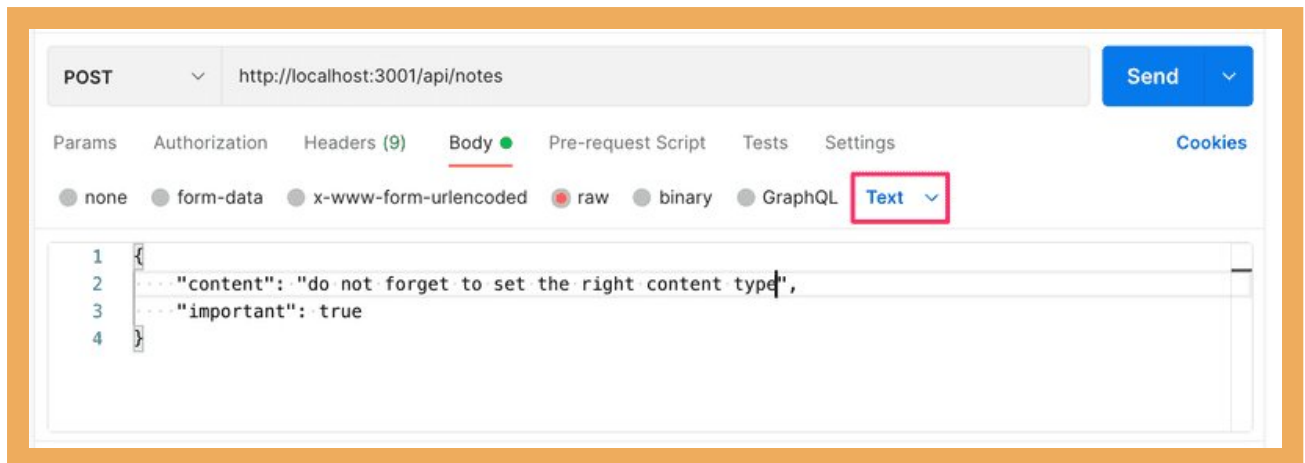 POST http://localhost:3001/api/notes Send
Params Authorization Headers (9) Body Pre-request Script Tests Settings Cookies
none form-data x-www-form-urlencoded raw binary GraphQL Text
1 {
2 "content": "do not forget to set the right content type",
3 "important": true
4 }